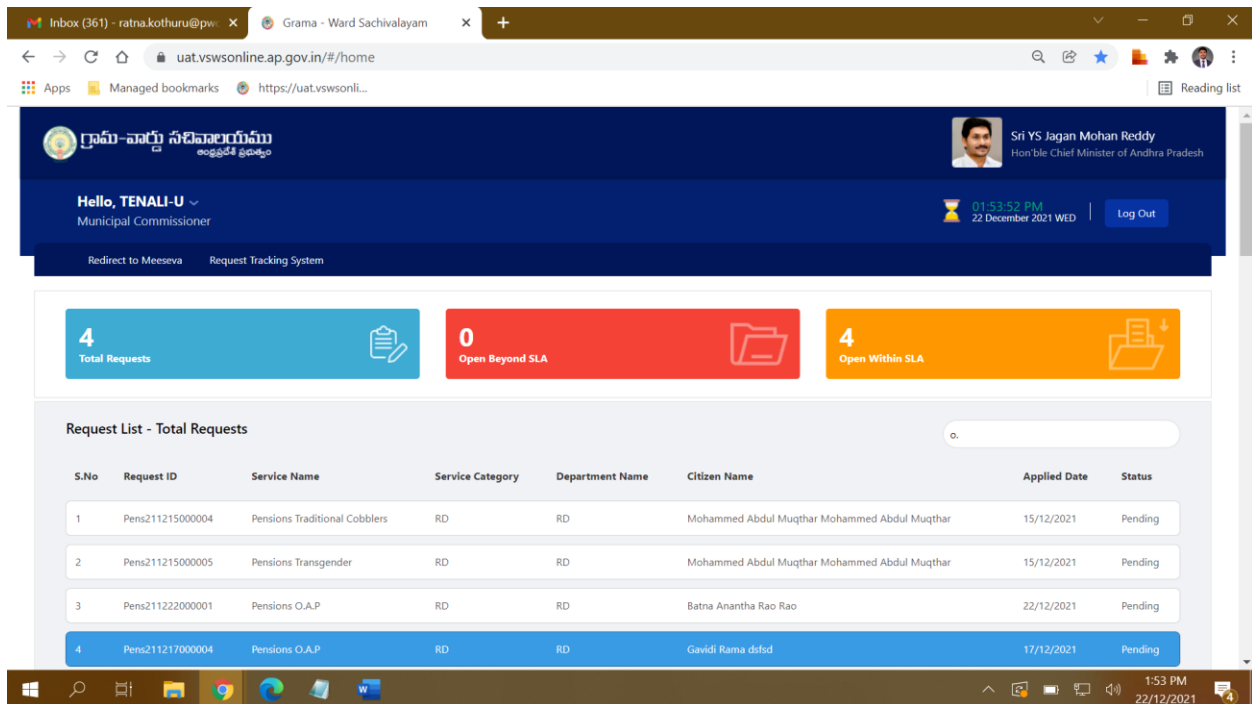 Inbox (361) - ratna.kothuru@pwc
Grama - Ward Sachivalayam
uat.vswsonline.ap.gov.in/#/home
Apps Managed bookmarks https://uat.vswsonli... Reading list
గ్రామ-వార్డు సచివాలయము
ఆంధ్రప్రదేశ్ ప్రభుత్వం
Sri YS Jagan Mohan Reddy
Hon'ble Chief Minister of Andhra Pradesh
Hello, TENALI-U
Municipal Commissioner
01:53:52 PM
22 December 2021 WED
Log Out
Redirect to Meeseva Request Tracking System
4
Total Requests
0
Open Beyond SLA
4
Open Within SLA
Request List - Total Requests
o.
S.No Request ID Service Name Service Category Department Name Citizen Name Applied Date Status
1 Pens211215000004 Pensions Traditional Cobblers RD RD Mohammed Abdul Muqthar Mohammed Abdul Muqthar 15/12/2021 Pending
2 Pens211215000005 Pensions Transgender RD RD Mohammed Abdul Muqthar Mohammed Abdul Muqthar 15/12/2021 Pending
3 Pens211222000001 Pensions O.A.P RD RD Batna Anantha Rao Rao 22/12/2021 Pending
4 Pens211217000004 Pensions O.A.P RD RD Gavidi Rama dsfsd 17/12/2021 Pending
1:53 PM
22/12/2021
4